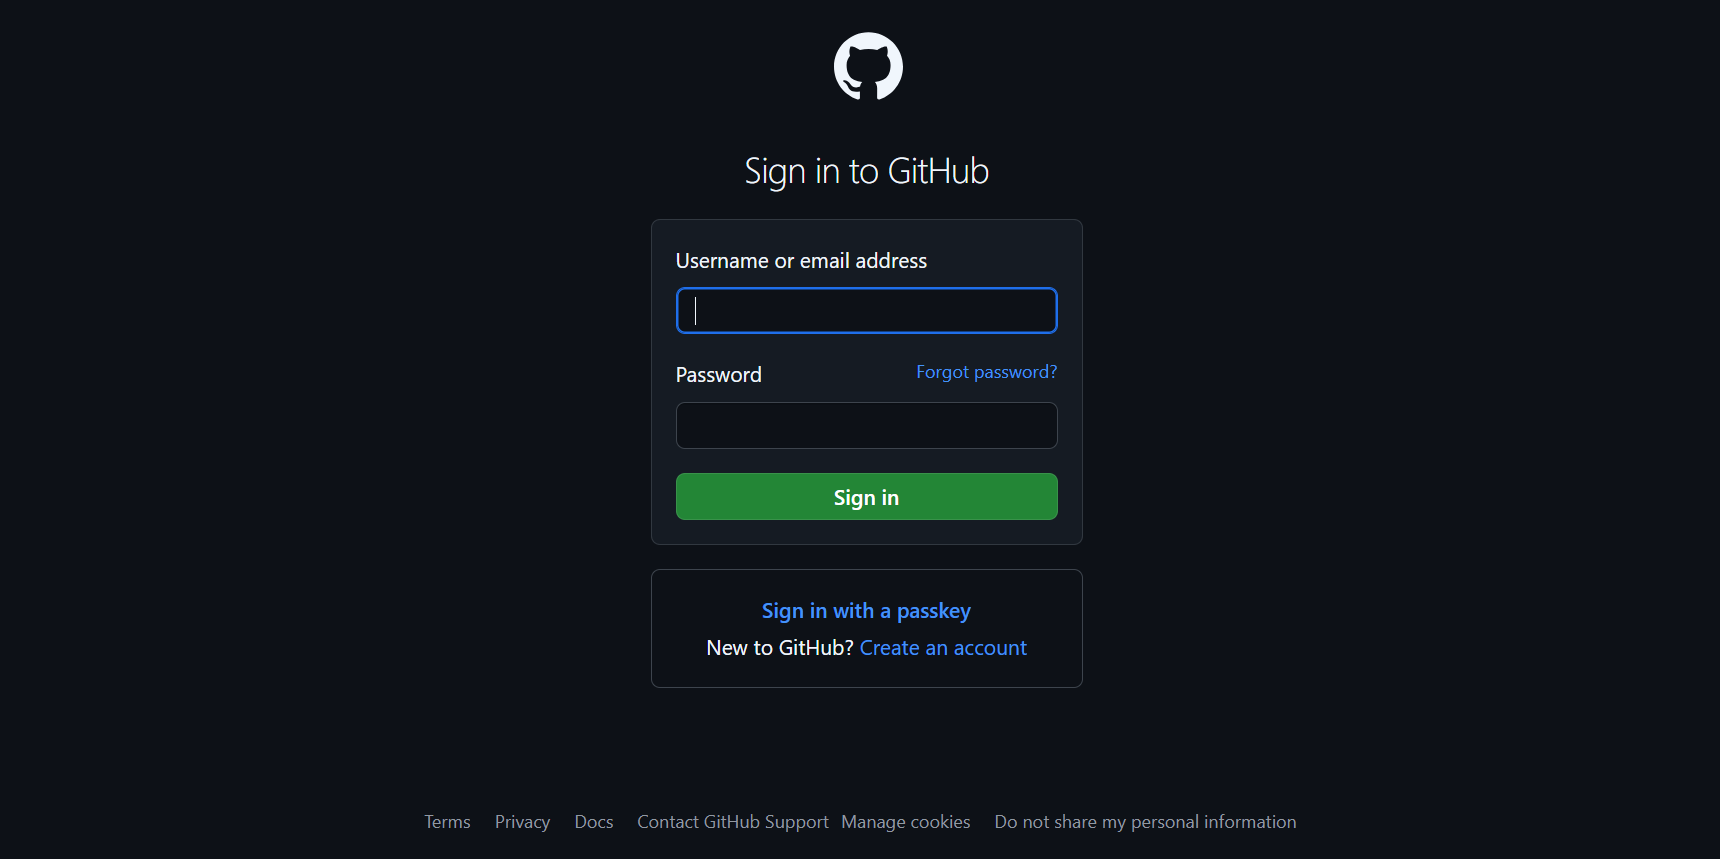 Sign in to GitHub
Username or email address
Password Forgot password?
Sign in
Sign in with a passkey
New to GitHub? Create an account
Terms Privacy Docs Contact GitHub Support Manage cookies Do not share my personal information